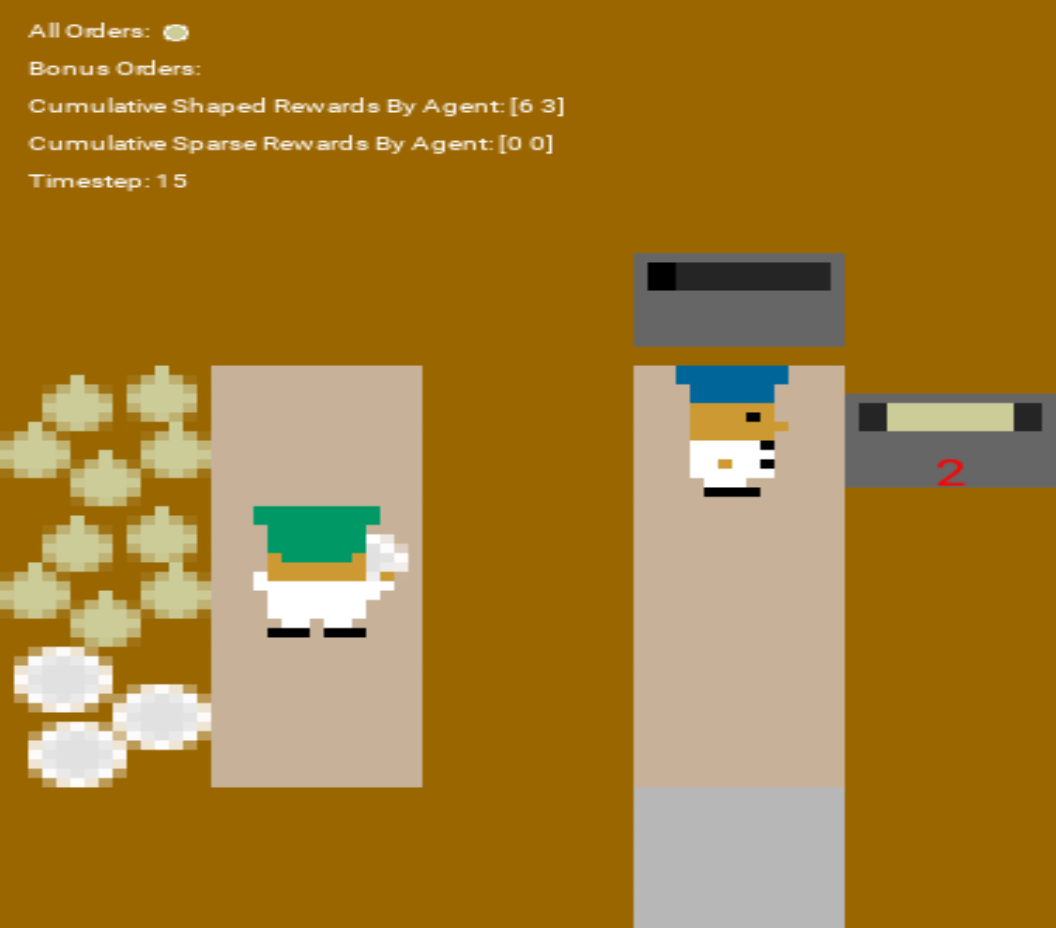 All Orders:
Bonus Orders:
Cumulative Shaped Rewards By Agent: [6 3]
Cumulative Sparse Rewards By Agent: [0 0]
Timestep: 15
2